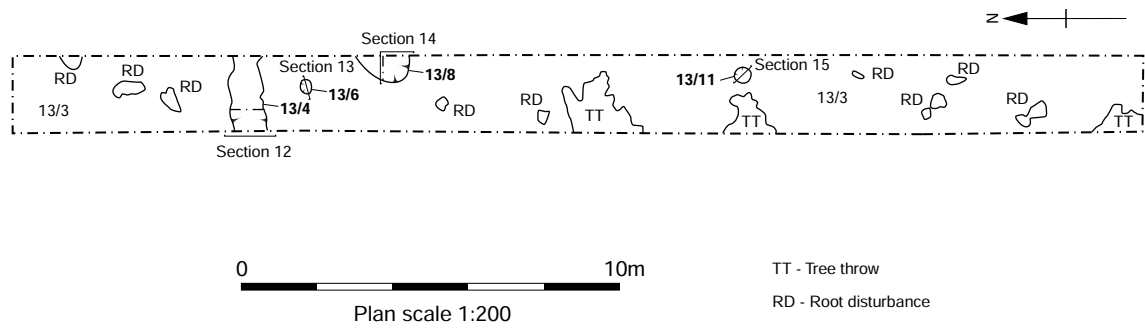 N
Section 14
RD
RD
RD
Section 13
13/8
13/6
13/11
Section 15
RD
RD
13/3
13/4
RD
RD
TT
13/3
RD
RD
TT
TT
Section 12
0
10m
Plan scale 1:200
TT - Tree throw
RD - Root disturbance